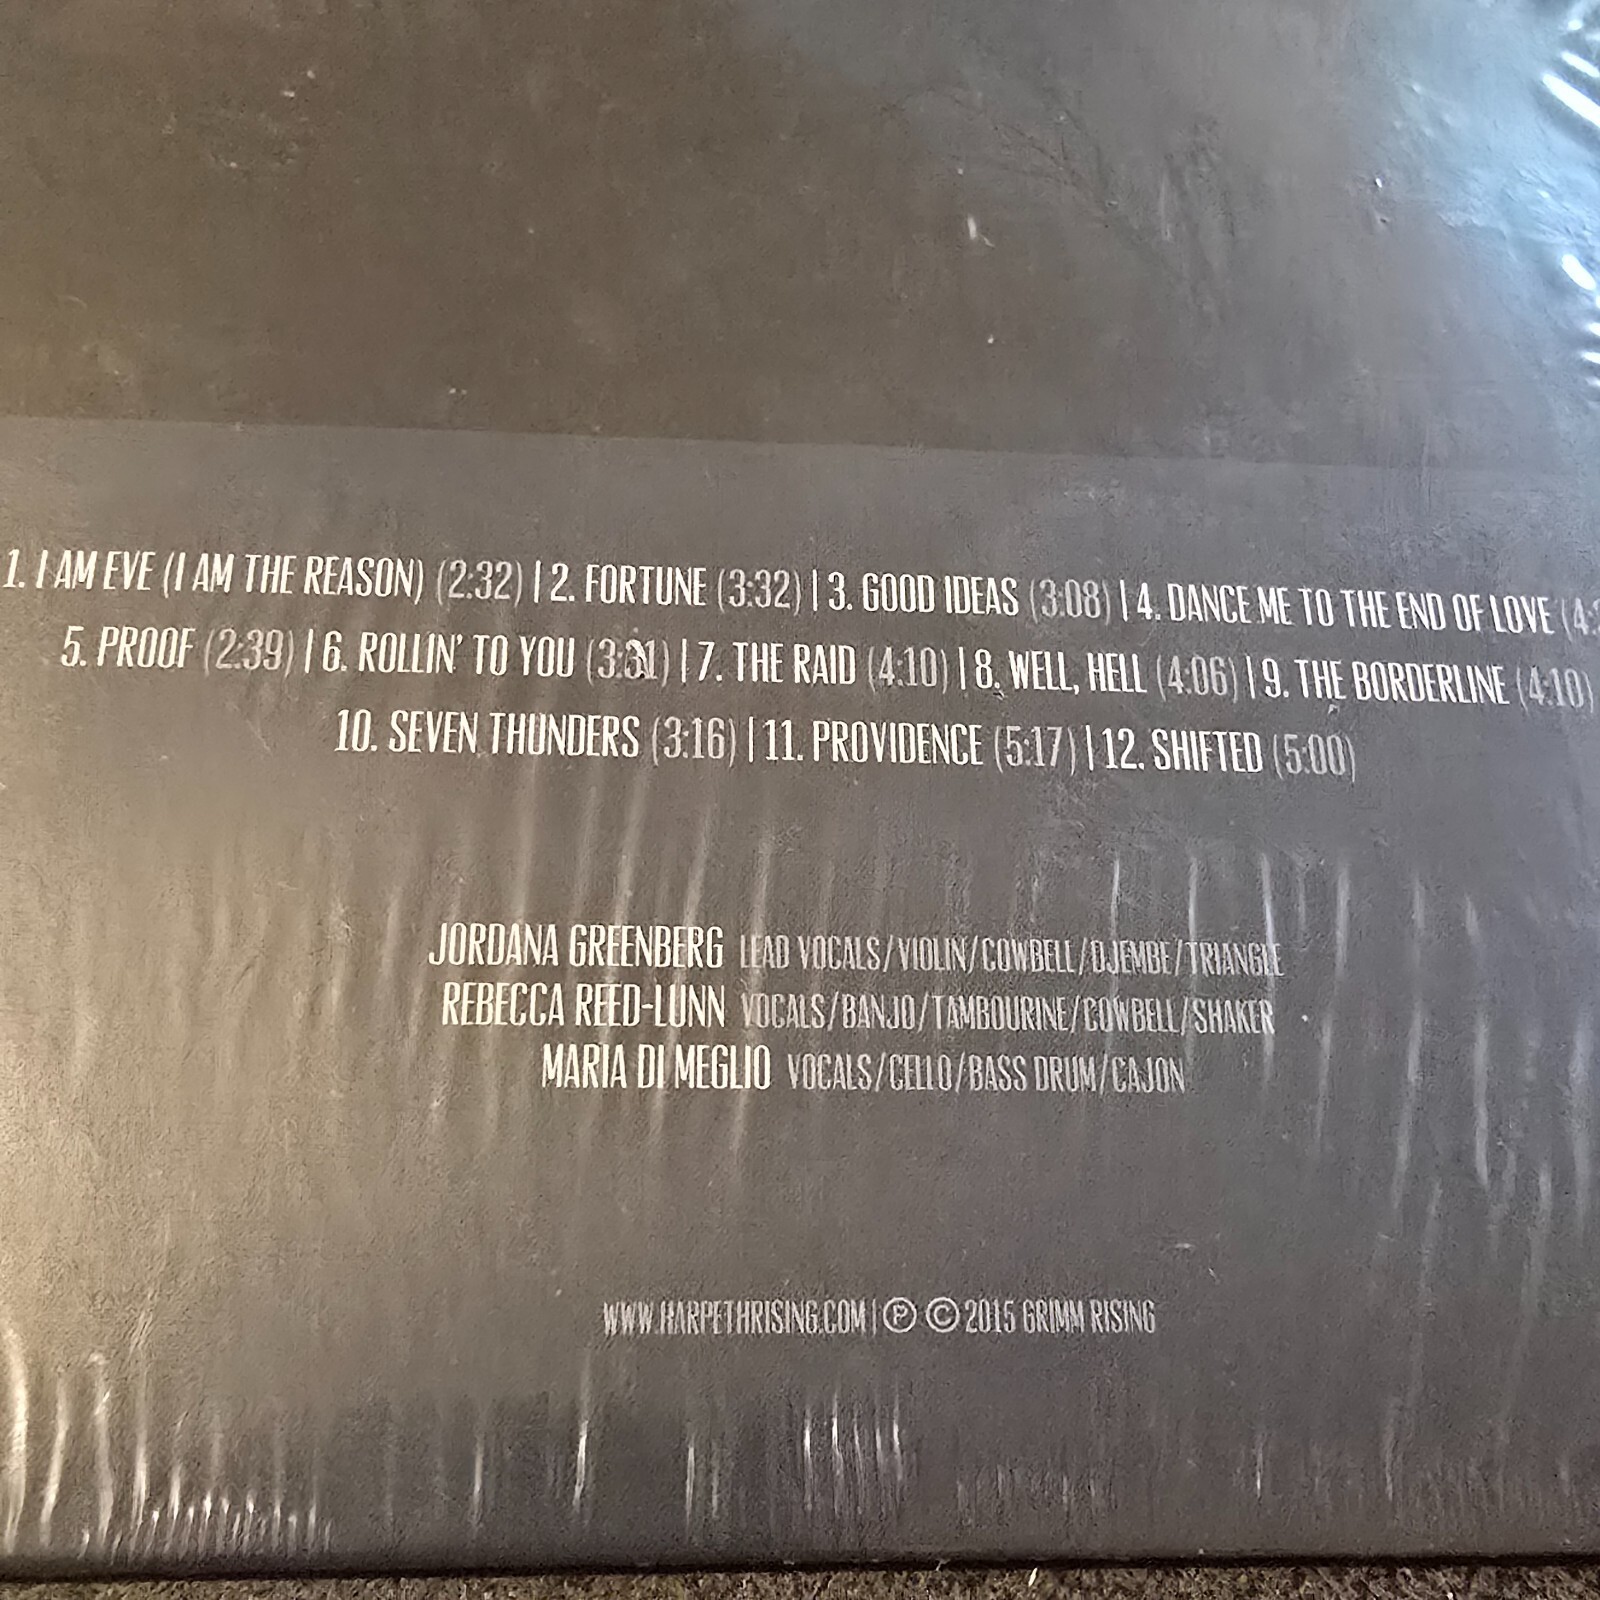 1. I AM EVE (I AM THE REASON) (2:32) | 2. FORTUNE (3:32) | 3. GOOD IDEAS (3:08) | 4. DANCE ME TO THE END OF LOVE
5. PROOF (2:39) | 6. ROLLIN' TO YOU | 7. THE RAID (4:10) | 8. WELL, HELL (4:06) | 9. THE BORDERLINE (4:10)
10. SEVEN THUNDERS (3:16) | 11. PROVIDENCE (5:17) | 12. SHIFTED (5:00)
JORDANA GREENBERG LEAD VOCALS/VIOLIN/COWBELL/DJEMBE/TRIANGLE
REBECCA REED-LUNN VOCALS/BANJO/TAMBOURINE/COWBELL/SHAKER
MARIA DI MEGLIO VOCALS/CELLO/BASS DRUM/CAJON
WWW.HARPETHRISING.COM | ℗ © 2015 GRIMM RISING